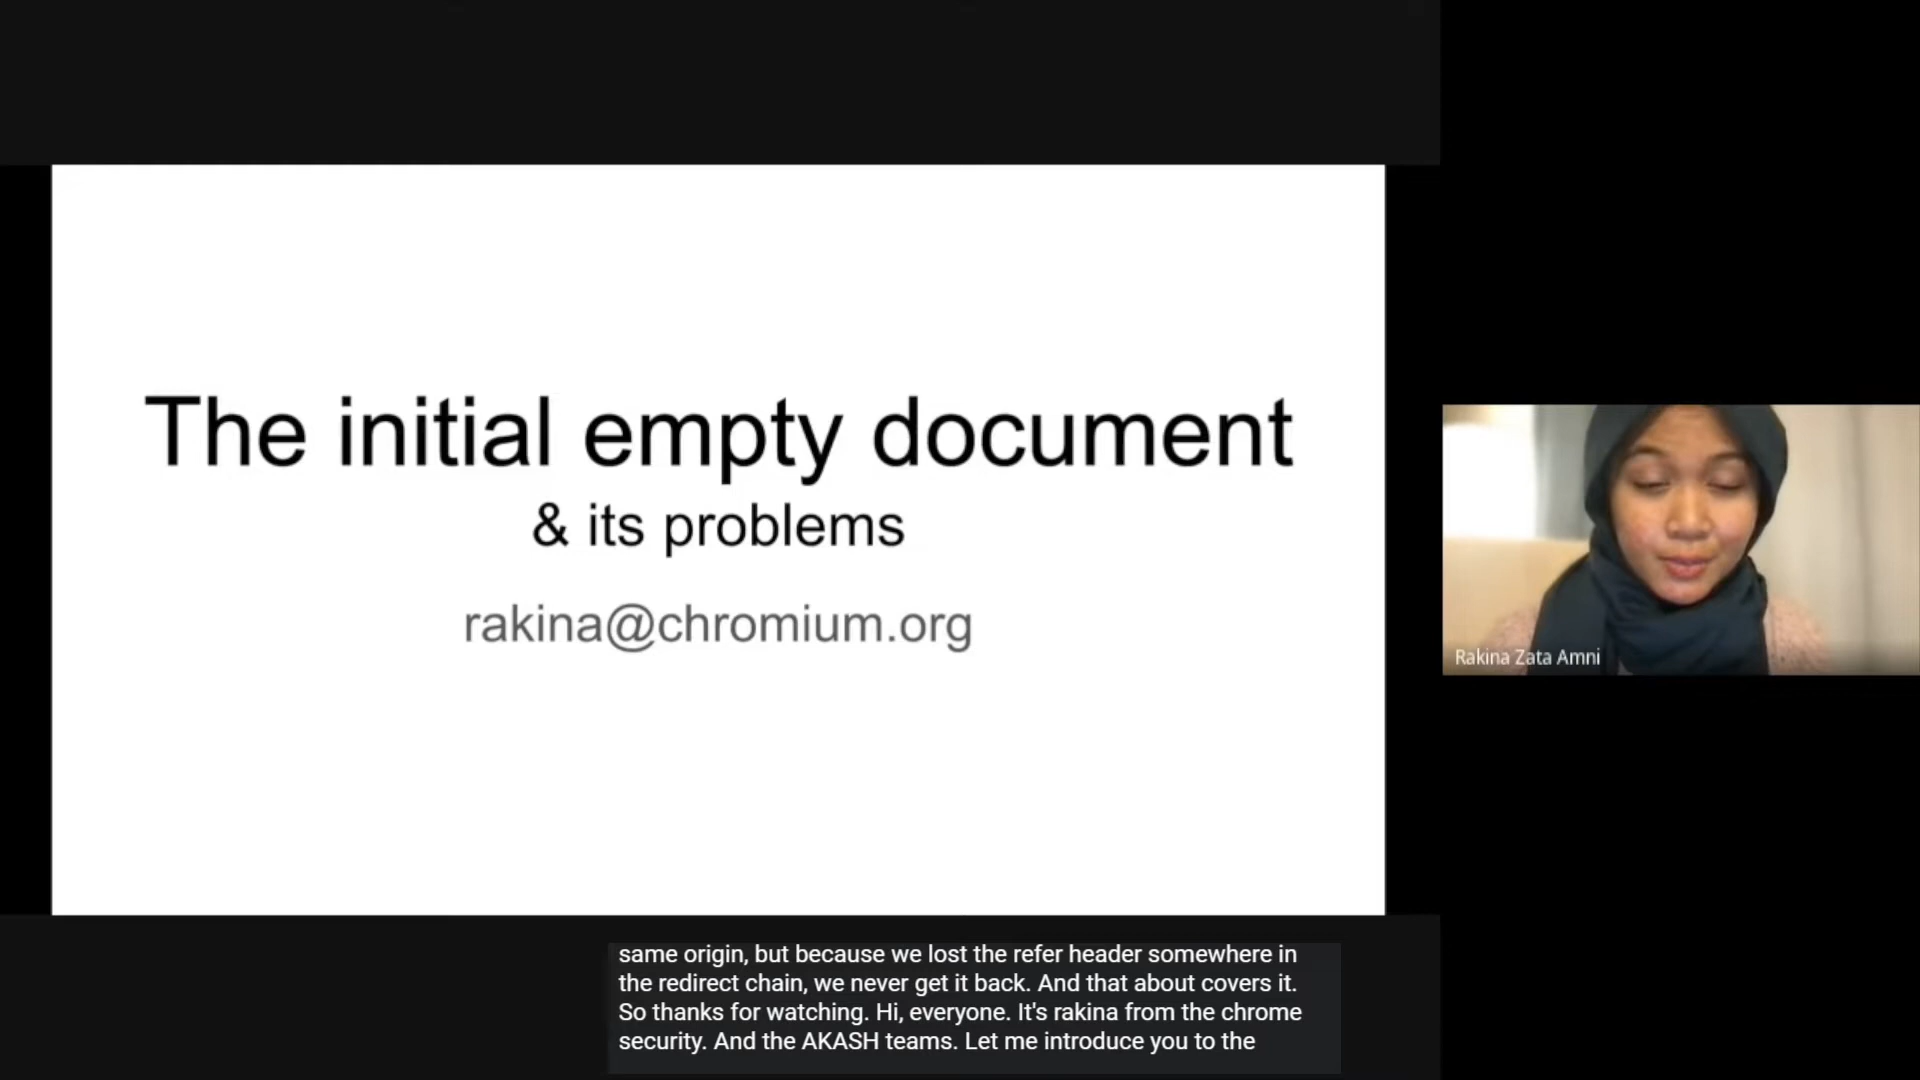 The initial empty document
& its problems
rakina@chromium.org
Rakina Zata Amni
same origin, but because we lost the refer header somewhere in
the redirect chain, we never get it back. And that about covers it.
So thanks for watching. Hi, everyone. It's rakina from the chrome
security. And the AKASH teams. Let me introduce you to the